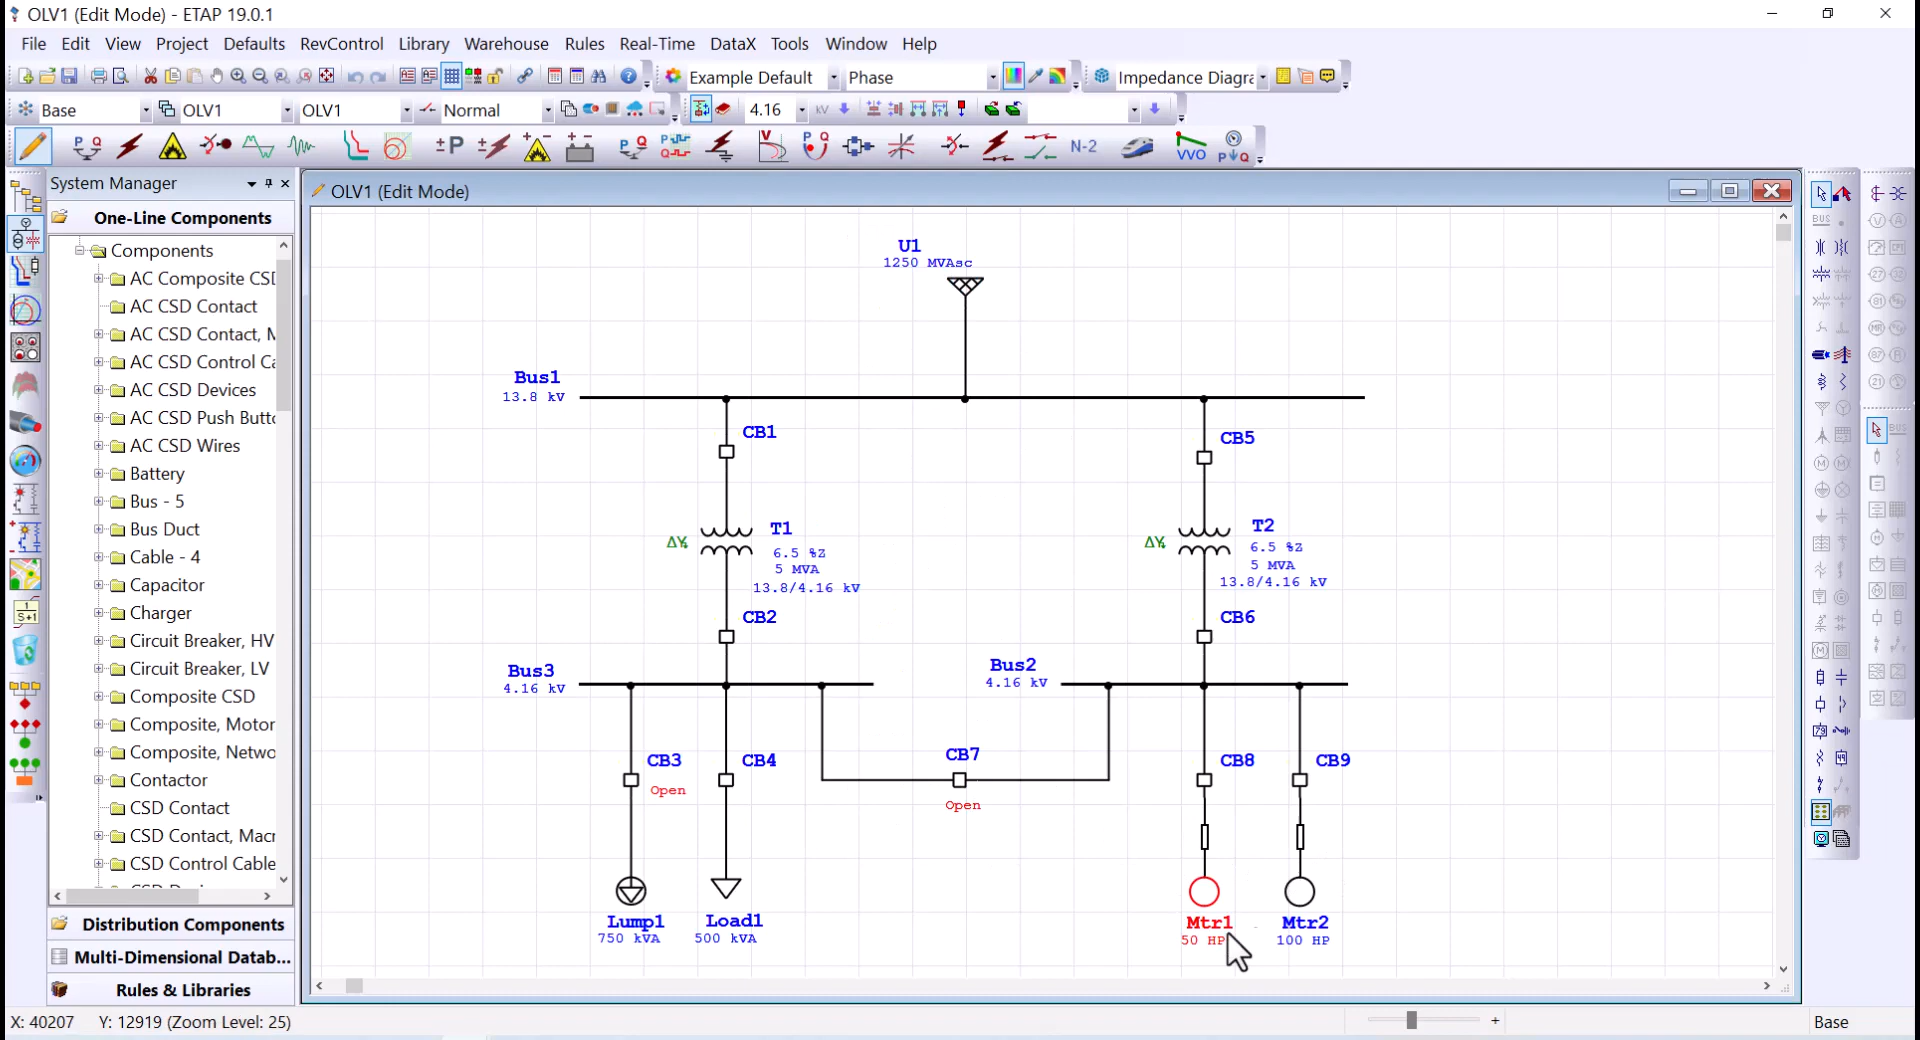 OLV1 (Edit Mode) - ETAP 19.0.1
File Edit View Project Defaults RevControl Library Warehouse Rules Real-Time DataX Tools Window Help
Example Default Phase Impedance Diagra
Base OLV1 OLV1 Normal 4.16 kV
P Q ±P P Q V P Q N-2 VVO P Q
System Manager
One-Line Components
Components
AC Composite CSD
AC CSD Contact
AC CSD Contact, M
AC CSD Control Ca
AC CSD Devices
AC CSD Push Butto
AC CSD Wires
Battery
Bus - 5
Bus Duct
Cable - 4
Capacitor
Charger
Circuit Breaker, HV
Circuit Breaker, LV
Composite CSD
Composite, Motor
Composite, Netwo
Contactor
CSD Contact
CSD Contact, Macr
CSD Control Cable
Distribution Components
Multi-Dimensional Datab...
Rules & Libraries
OLV1 (Edit Mode)
U1
1250 MVAsc
Bus1
13.8 kV
CB1
CB5
T1
6.5 %Z
5 MVA
13.8/4.16 kV
T2
6.5 %Z
5 MVA
13.8/4.16 kV
CB2
CB6
Bus3
4.16 kV
Bus2
4.16 kV
CB3
Open
CB4
CB7
Open
CB8
CB9
Lump1
750 kVA
Load1
500 kVA
Mtr1
50 HP
Mtr2
100 HP
X: 40207 Y: 12919 (Zoom Level: 25)
Base